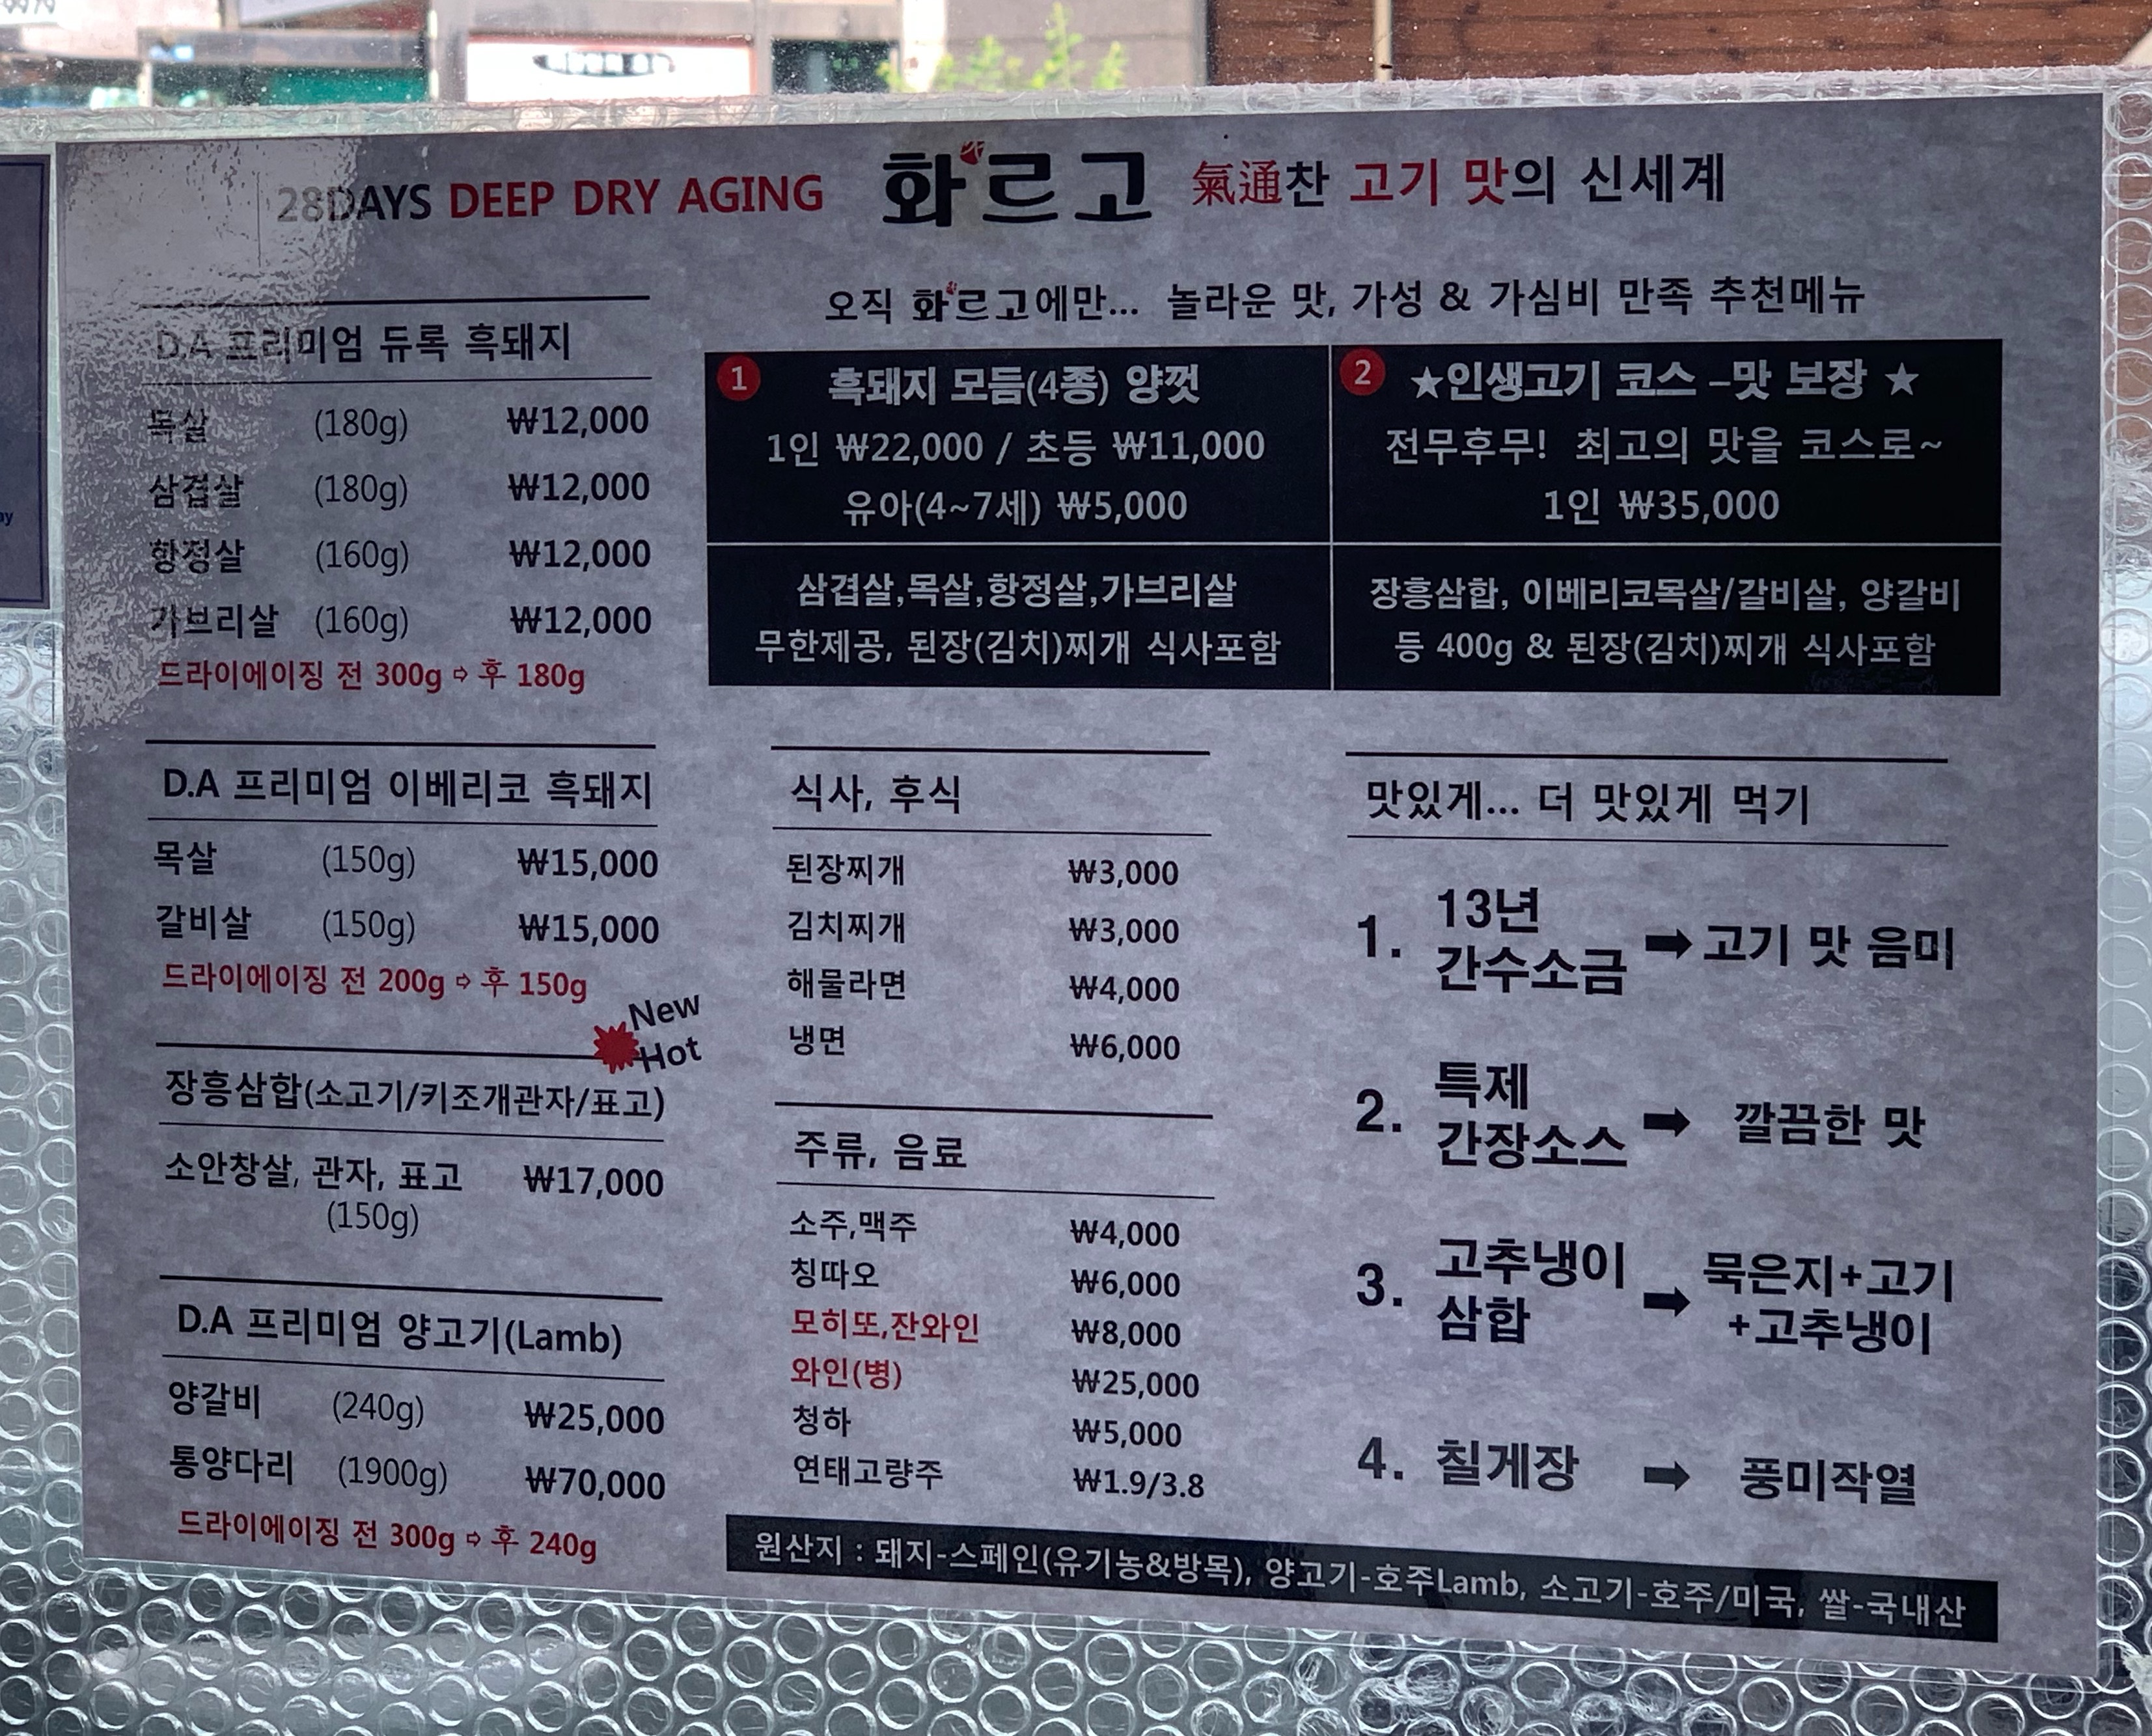 9979
ay
28DAYS DEEP DRY AGING 화르고 氣通찬 고기 맛의 신세계
D.A 프리미엄 듀록 흑돼지
목살 (180g) ₩12,000
삼겹살 (180g) ₩12,000
항정살 (160g) ₩12,000
가브리살 (160g) ₩12,000
드라이에이징 전 300g ⇨ 후 180g
D.A 프리미엄 이베리코 흑돼지
목살 (150g) ₩15,000
갈비살 (150g) ₩15,000
드라이에이징 전 200g ⇨ 후 150g
New
Hot
장흥삼합(소고기/키조개관자/표고)
소안창살, 관자, 표고 ₩17,000
(150g)
D.A 프리미엄 양고기(Lamb)
양갈비 (240g) ₩25,000
통양다리 (1900g) ₩70,000
드라이에이징 전 300g ⇨ 후 240g
오직 화르고에만... 놀라운 맛, 가성 & 가심비 만족 추천메뉴
1 흑돼지 모듬(4종) 양껏
1인 ₩22,000 / 초등 ₩11,000
유아(4~7세) ₩5,000
삼겹살,목살,항정살,가브리살
무한제공, 된장(김치)찌개 식사포함
2 ★인생고기 코스 –맛 보장 ★
전무후무! 최고의 맛을 코스로~
1인 ₩35,000
장흥삼합, 이베리코목살/갈비살, 양갈비
등 400g & 된장(김치)찌개 식사포함
식사, 후식
된장찌개 ₩3,000
김치찌개 ₩3,000
해물라면 ₩4,000
냉면 ₩6,000
주류, 음료
소주,맥주 ₩4,000
칭따오 ₩6,000
모히또,잔와인 ₩8,000
와인(병) ₩25,000
청하 ₩5,000
연태고량주 ₩1.9/3.8
맛있게... 더 맛있게 먹기
1. 13년
간수소금 ➡ 고기 맛 음미
2. 특제
간장소스 ➡ 깔끔한 맛
3. 고추냉이
삼합 ➡ 묵은지+고기
+고추냉이
4. 칠게장 ➡ 풍미작열
원산지 : 돼지-스페인(유기농&방목), 양고기-호주Lamb, 소고기-호주/미국, 쌀-국내산